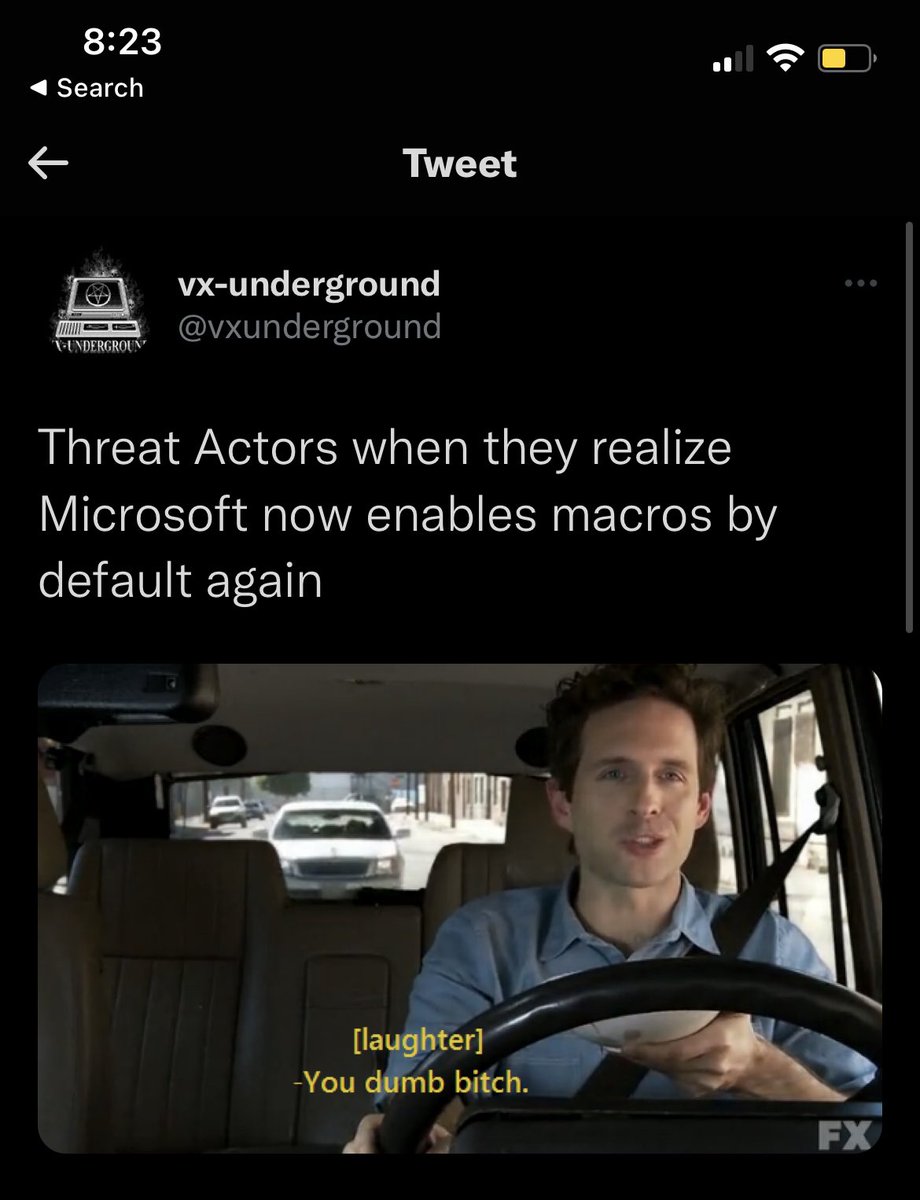 8:23
◀ Search
Tweet
vx-underground
@vxunderground
V-UNDERGROUN
Threat Actors when they realize
Microsoft now enables macros by
default again
[laughter]
-You dumb bitch.
FX